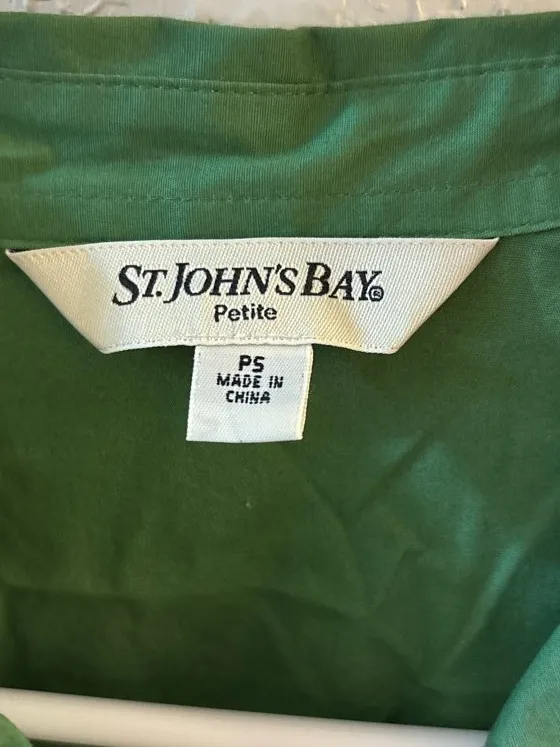 ST. JOHN'S BAY®
Petite
PS
MADE IN
CHINA